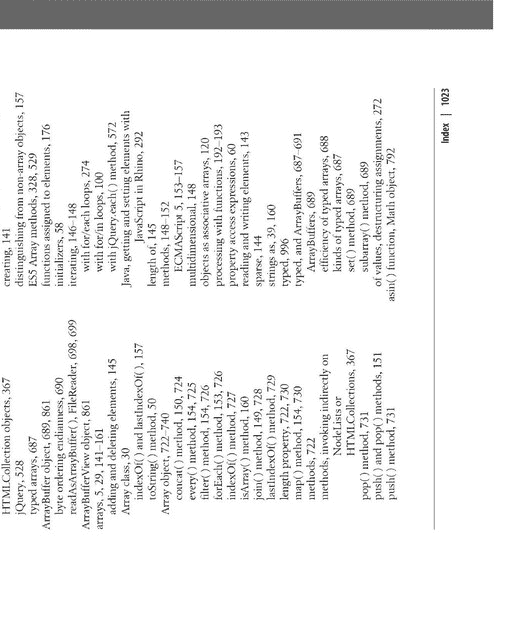 HTMLCollection objects, 367
jQuery, 528
typed arrays, 687
ArrayBuffer object, 689, 861
byte ordering endianness, 690
readAsArrayBuffer( ), FileReader, 698, 699
ArrayBufferView object, 861
arrays, 5, 29, 141–161
adding and deleting elements, 145
Array class, 30
indexOf( ) and lastIndexOf( ), 157
toString( ) method, 50
Array object, 722–740
concat( ) method, 150, 724
every( ) method, 154, 725
filter( ) method, 154, 726
forEach( ) method, 153, 726
indexOf( ) method, 727
isArray( ) method, 160
join( ) method, 149, 728
lastIndexOf( ) method, 729
length property, 722, 730
map( ) method, 154, 730
methods, 722
methods, invoking indirectly on
NodeLists or
HTMLCollections, 367
pop( ) method, 731
push( ) and pop( ) methods, 151
push( ) method, 731
creating, 141
distinguishing from non-array objects, 157
ES5 Array methods, 328, 529
functions assigned to elements, 176
initializers, 58
iterating, 146–148
with for/each loops, 274
with for/in loops, 100
with jQuery each( ) method, 572
Java, getting and setting elements with
JavaScript in Rhino, 292
length of, 145
methods, 148–152
ECMAScript 5, 153–157
multidimensional, 148
objects as associative arrays, 120
processing with functions, 192–193
property access expressions, 60
reading and writing elements, 143
sparse, 144
strings as, 39, 160
typed, 996
typed, and ArrayBuffers, 687–691
ArrayBuffers, 689
efficiency of typed arrays, 688
kinds of typed arrays, 687
set( ) method, 689
subarray( ) method, 689
of values, destructuring assignments, 272
asin( ) function, Math object, 792
Index | 1023